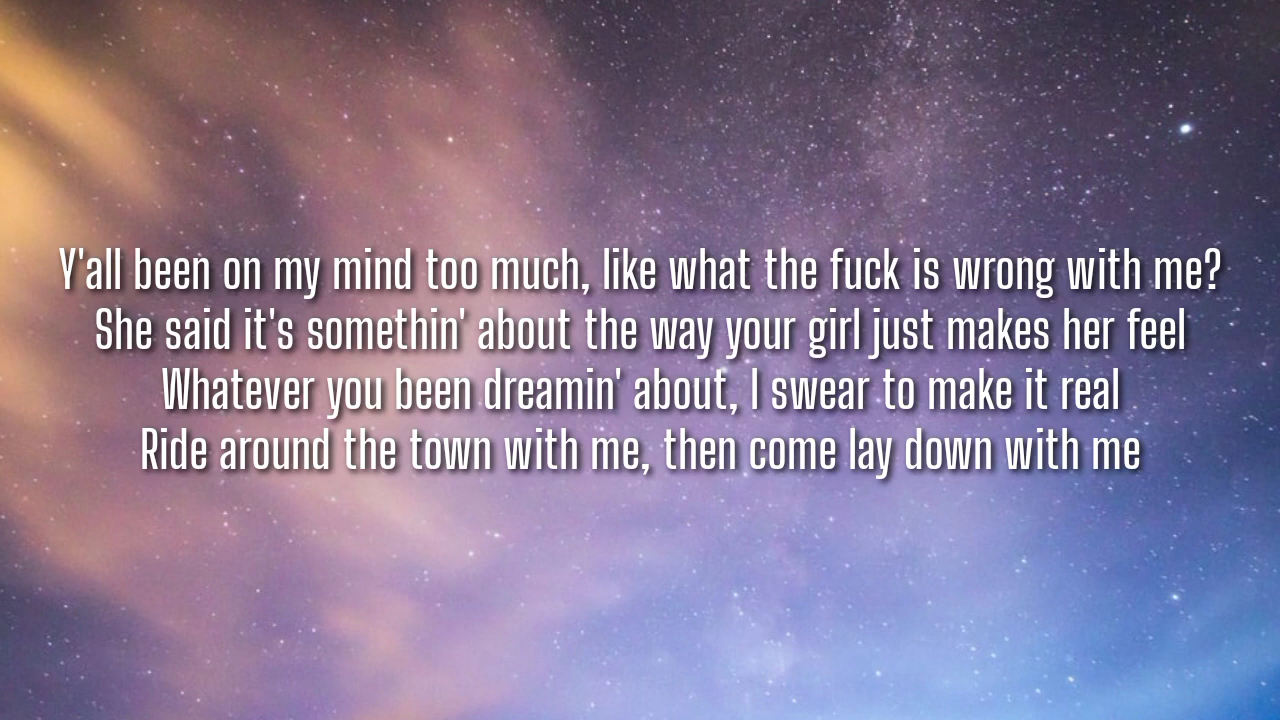 Y'all been on my mind too much, like what the fuck is wrong with me?
She said it's somethin' about the way your girl just makes her feel
Whatever you been dreamin' about, I swear to make it real
Ride around the town with me, then come lay down with me